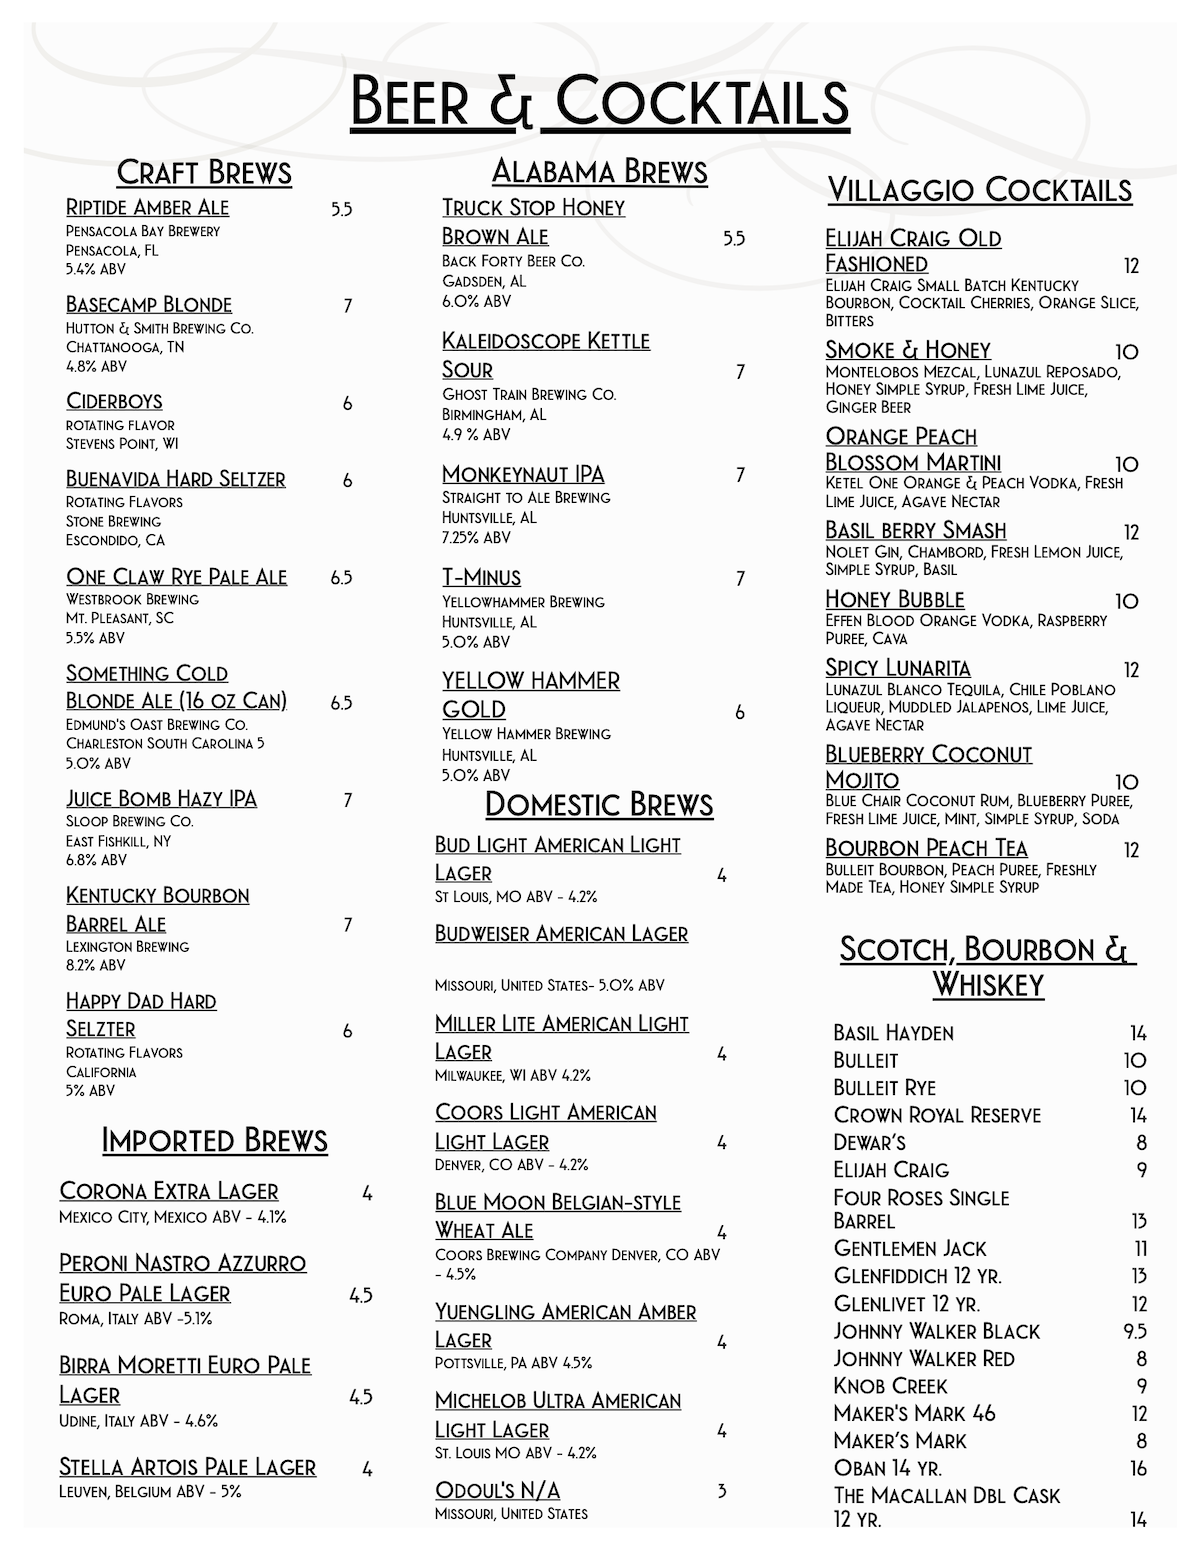 Beer & Cocktails
Craft Brews
Riptide Amber Ale 5.5
Pensacola Bay Brewery
Pensacola, FL
5.4% ABV
Basecamp Blonde 7
Hutton & Smith Brewing Co.
Chattanooga, TN
4.8% ABV
Ciderboys 6
rotating flavor
Stevens Point, WI
Buenavida Hard Seltzer 6
Rotating Flavors
Stone Brewing
Escondido, CA
One Claw Rye Pale Ale 6.5
Westbrook Brewing
Mt. Pleasant, SC
5.5% ABV
Something Cold
Blonde Ale (16 oz Can) 6.5
Edmund's Oast Brewing Co.
Charleston South Carolina 5
5.0% ABV
Juice Bomb Hazy IPA 7
Sloop Brewing Co.
East Fishkill, NY
6.8% ABV
Kentucky Bourbon
Barrel Ale 7
Lexington Brewing
8.2% ABV
Happy Dad Hard
Selzter 6
Rotating Flavors
California
5% ABV
Imported Brews
Corona Extra Lager 4
Mexico City, Mexico ABV - 4.1%
Peroni Nastro Azzurro
Euro Pale Lager 4.5
Roma, Italy ABV -5.1%
Birra Moretti Euro Pale
Lager 4.5
Udine, Italy ABV - 4.6%
Stella Artois Pale Lager 4
Leuven, Belgium ABV - 5%
Alabama Brews
Truck Stop Honey
Brown Ale 5.5
Back Forty Beer Co.
Gadsden, AL
6.0% ABV
Kaleidoscope Kettle
Sour 7
Ghost Train Brewing Co.
Birmingham, AL
4.9 % ABV
Monkeynaut IPA 7
Straight to Ale Brewing
Huntsville, AL
7.25% ABV
T-Minus 7
Yellowhammer Brewing
Huntsville, AL
5.0% ABV
YELLOW HAMMER
GOLD 6
Yellow Hammer Brewing
Huntsville, AL
5.0% ABV
Domestic Brews
Bud Light American Light
Lager 4
St Louis, MO ABV - 4.2%
Budweiser American Lager
Missouri, United States- 5.0% ABV
Miller Lite American Light
Lager 4
Milwaukee, WI ABV 4.2%
Coors Light American
Light Lager 4
Denver, CO ABV - 4.2%
Blue Moon Belgian-style
Wheat Ale 4
Coors Brewing Company Denver, CO ABV
- 4.5%
Yuengling American Amber
Lager 4
Pottsville, PA ABV 4.5%
Michelob Ultra American
Light Lager 4
St. Louis MO ABV - 4.2%
Odoul's N/A 3
Missouri, United States
Villaggio Cocktails
Elijah Craig Old
Fashioned 12
Elijah Craig Small Batch Kentucky
Bourbon, Cocktail Cherries, Orange Slice,
Bitters
Smoke & Honey 10
Montelobos Mezcal, Lunazul Reposado,
Honey Simple Syrup, Fresh Lime Juice,
Ginger Beer
Orange Peach
Blossom Martini 10
Ketel One Orange & Peach Vodka, Fresh
Lime Juice, Agave Nectar
Basil berry Smash 12
Nolet Gin, Chambord, Fresh Lemon Juice,
Simple Syrup, Basil
Honey Bubble 10
Effen Blood Orange Vodka, Raspberry
Puree, Cava
Spicy Lunarita 12
Lunazul Blanco Tequila, Chile Poblano
Liqueur, Muddled Jalapenos, Lime Juice,
Agave Nectar
Blueberry Coconut
Mojito 10
Blue Chair Coconut Rum, Blueberry Puree,
Fresh Lime Juice, Mint, Simple Syrup, Soda
Bourbon Peach Tea 12
Bulleit Bourbon, Peach Puree, Freshly
Made Tea, Honey Simple Syrup
Scotch, Bourbon &
Whiskey
Basil Hayden 14
Bulleit 10
Bulleit Rye 10
Crown Royal Reserve 14
Dewar's 8
Elijah Craig 9
Four Roses Single
Barrel 13
Gentlemen Jack 11
Glenfiddich 12 yr. 13
Glenlivet 12 yr. 12
Johnny Walker Black 9.5
Johnny Walker Red 8
Knob Creek 9
Maker's Mark 46 12
Maker's Mark 8
Oban 14 yr. 16
The Macallan Dbl Cask
12 yr. 14